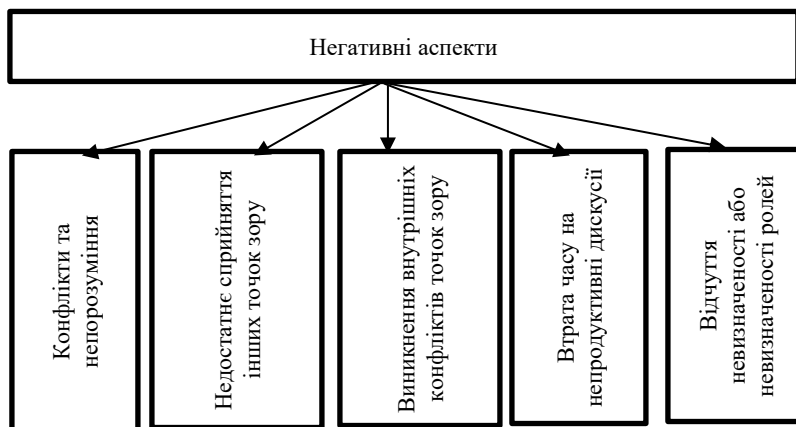 Негативні аспекти
Конфлікти та
непорозуміння
Недостатнє сприйняття
інших точок зору
Виникнення внутрішніх
конфліктів точок зору
Втрата часу на
непродуктивні дискусії
Відчуття
невизначеності або
невизначеності ролей